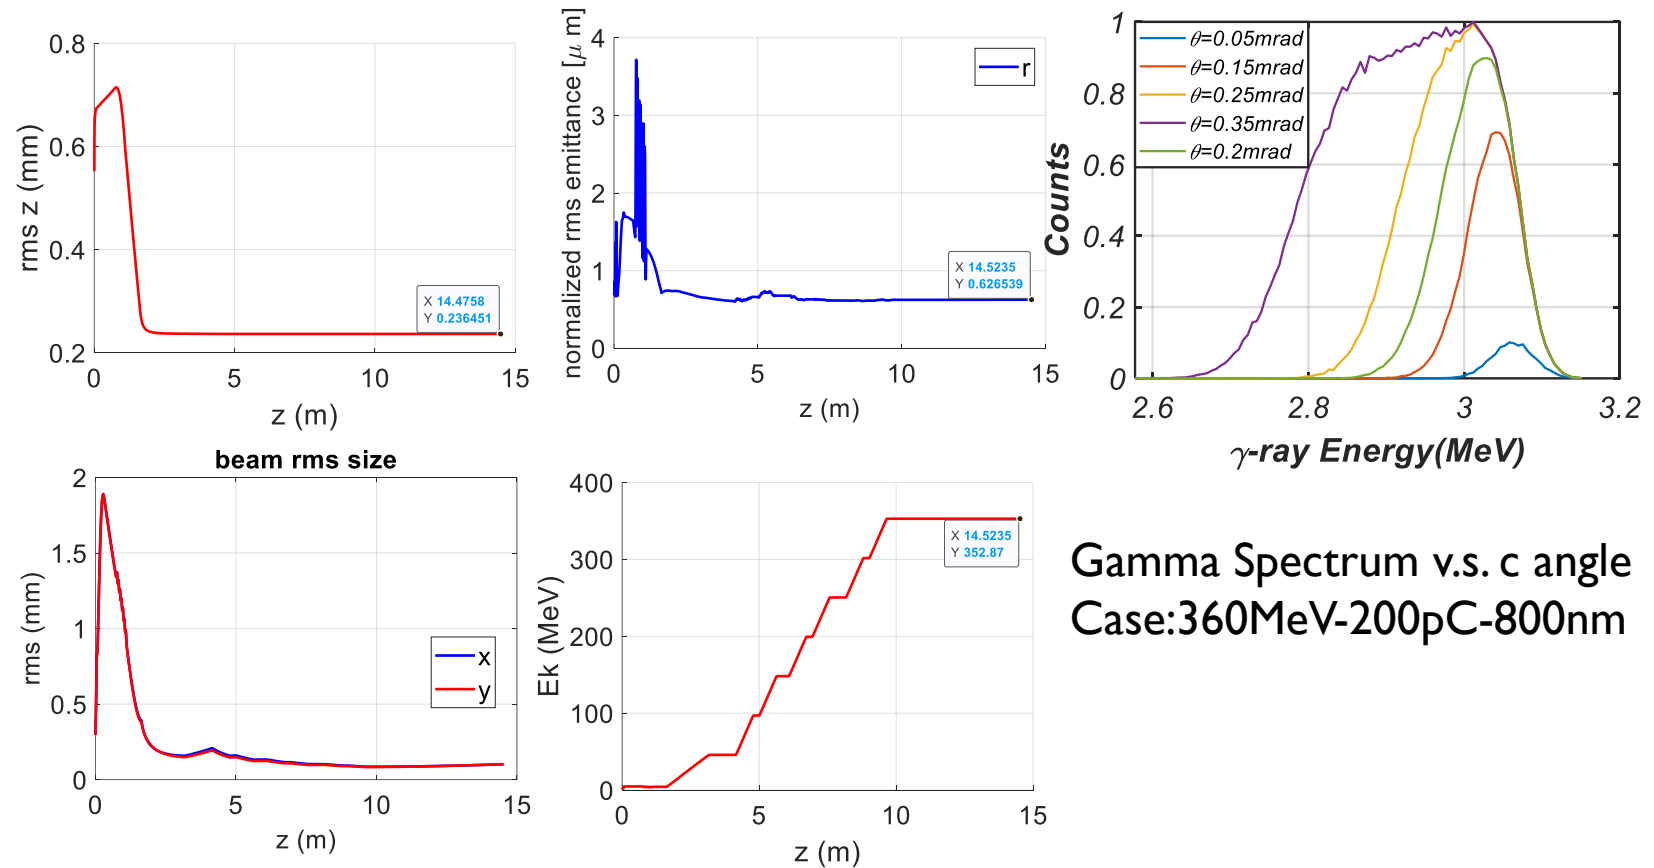 0.8
0.6
0.4
0.2
0
5
10
15
rms z (mm)
z (m)
X 14.4758
Y 0.236451
4
3
2
1
0
0
5
10
15
normalized rms emittance [μ m]
z (m)
r
X 14.5235
Y 0.626539
1
0.8
0.6
0.4
0.2
0
2.6
2.8
3
3.2
Counts
γ-ray Energy(MeV)
θ=0.05mrad
θ=0.15mrad
θ=0.25mrad
θ=0.35mrad
θ=0.2mrad
beam rms size
2
1.5
1
0.5
0
0
5
10
15
rms (mm)
z (m)
x
y
400
300
200
100
0
0
5
10
15
Ek (MeV)
z (m)
X 14.5235
Y 352.87
Gamma Spectrum v.s. c angle
Case:360MeV-200pC-800nm